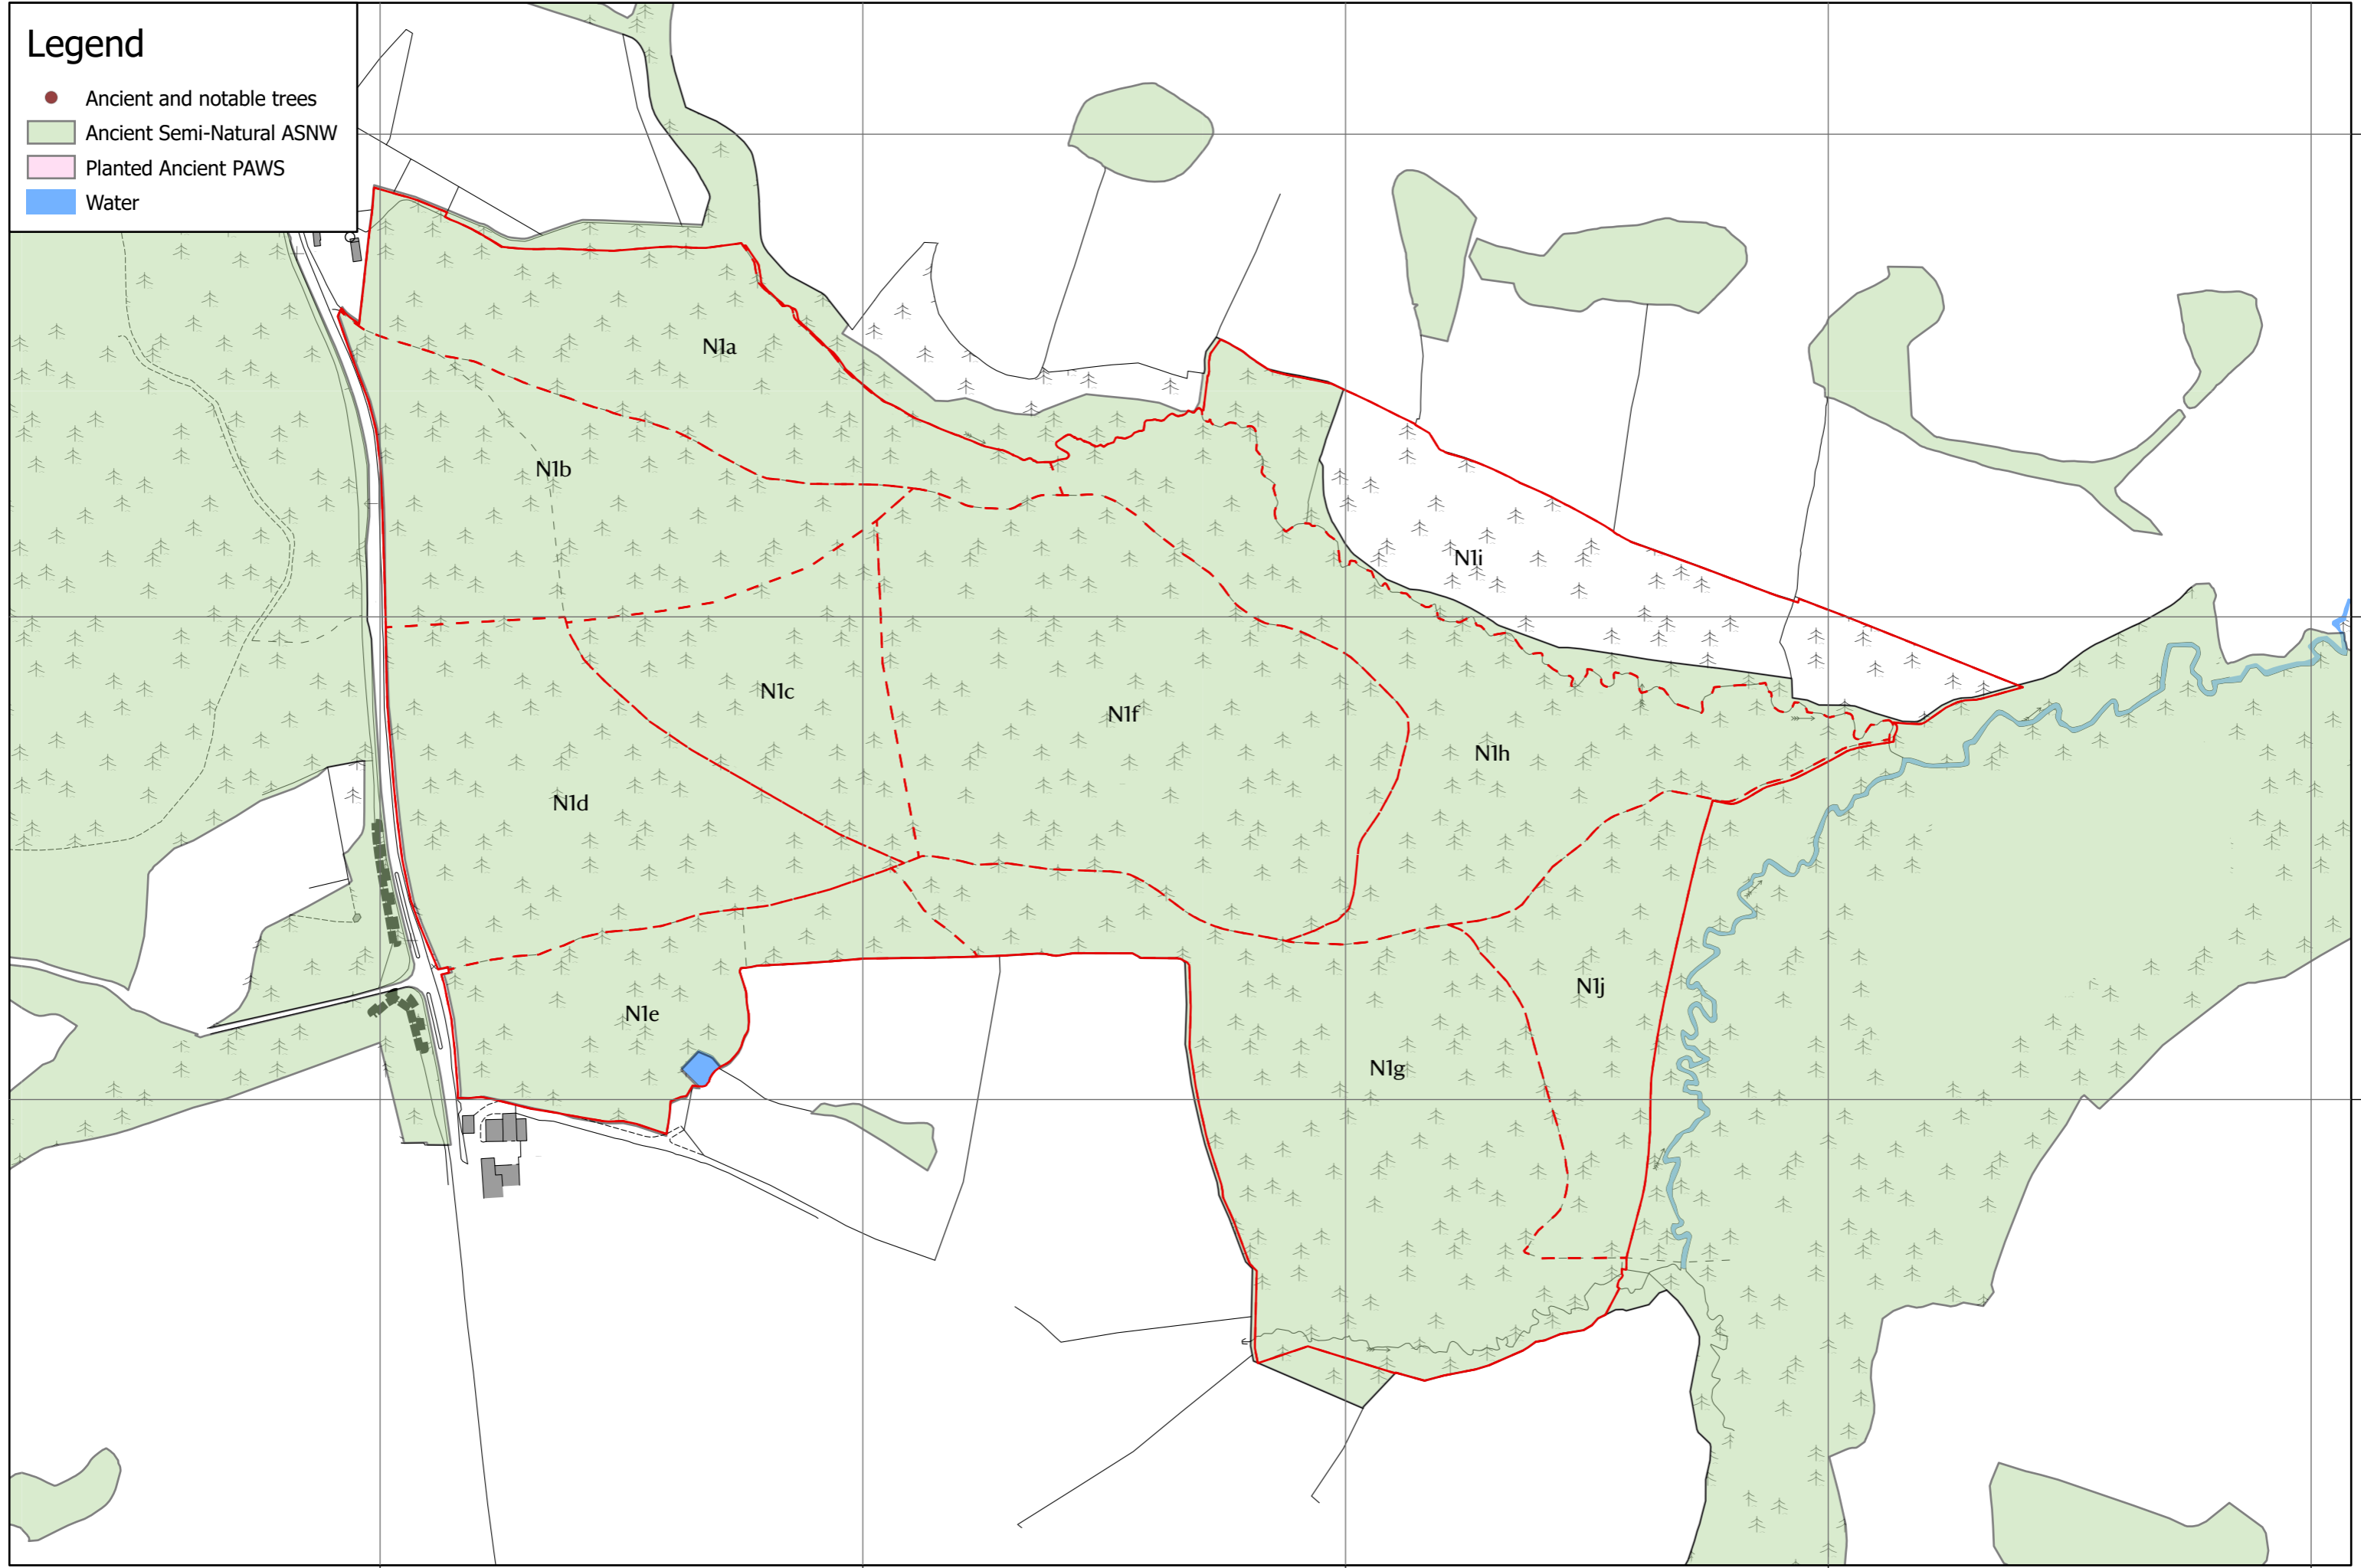 Legend
Ancient and notable trees
Ancient Semi-Natural ASNW
Planted Ancient PAWS
Water
N1a
N1b
N1i
N1c
N1f
N1h
N1d
N1j
N1e
N1g